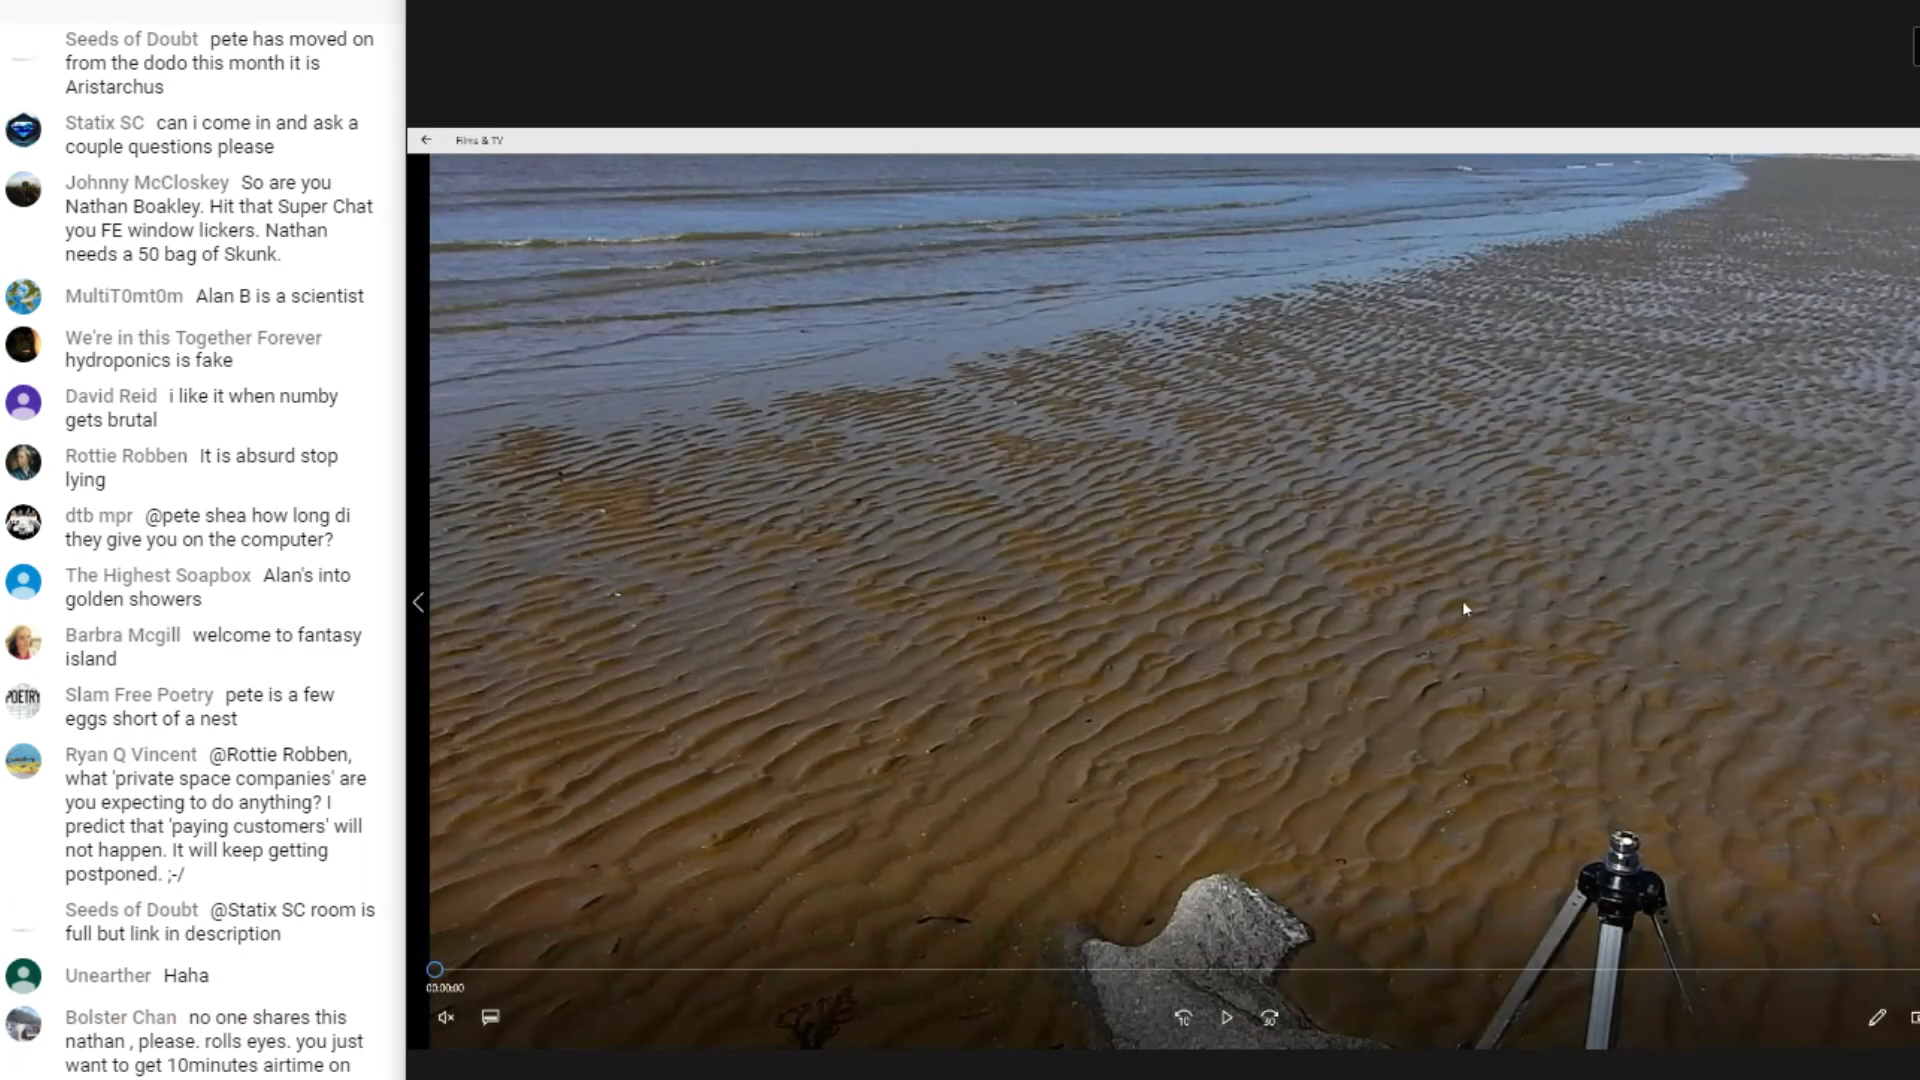 Seeds of Doubt pete has moved on
from the dodo this month it is
Aristarchus
Statix SC can i come in and ask a
couple questions please
Johnny McCloskey So are you
Nathan Boakley. Hit that Super Chat
you FE window lickers. Nathan
needs a 50 bag of Skunk.
MultiT0mt0m Alan B is a scientist
We're in this Together Forever
hydroponics is fake
David Reid i like it when numby
gets brutal
Rottie Robben It is absurd stop
lying
dtb mpr @pete shea how long di
they give you on the computer?
The Highest Soapbox Alan's into
golden showers
Barbra Mcgill welcome to fantasy
island
POETRY
Slam Free Poetry pete is a few
eggs short of a nest
Ryan Q Vincent @Rottie Robben,
what 'private space companies' are
you expecting to do anything? I
predict that 'paying customers' will
not happen. It will keep getting
postponed. ;-/
Seeds of Doubt @Statix SC room is
full but link in description
Unearther Haha
Bolster Chan no one shares this
nathan , please. rolls eyes. you just
want to get 10minutes airtime on
Films & TV
00:00:00
10
30